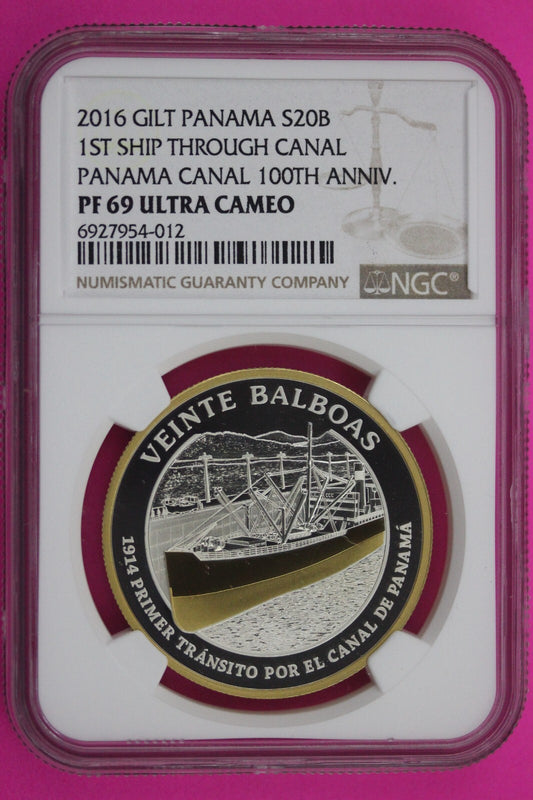 2016 GILT PANAMA S20B
1ST SHIP THROUGH CANAL
PANAMA CANAL 100TH ANNIV.
PF 69 ULTRA CAMEO
6927954-012
NUMISMATIC GUARANTY COMPANY
NGC®
VEINTE BALBOAS
1914 PRIMER TRÁNSITO POR EL CANAL DE PANAMÁ